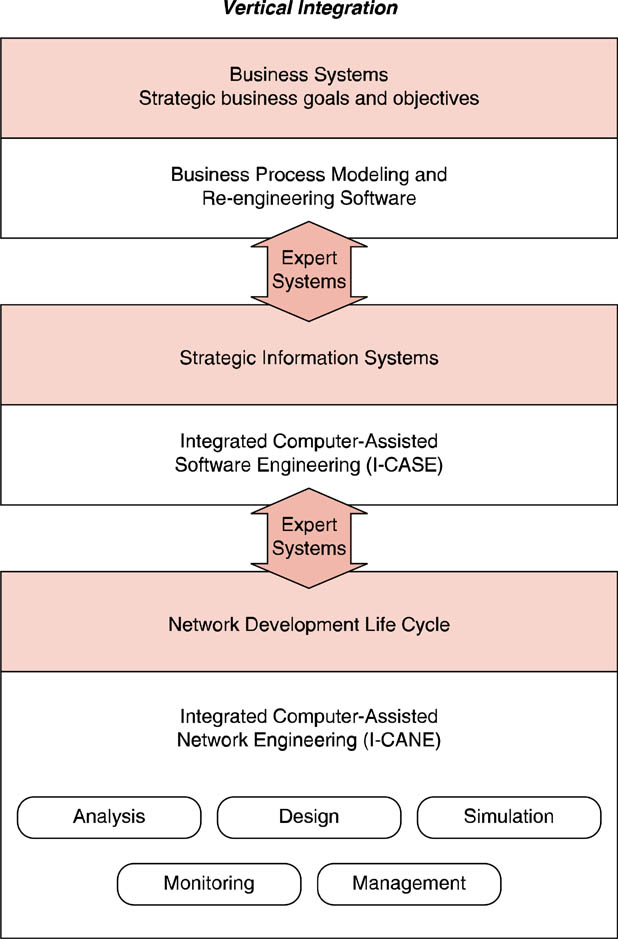 Vertical Integration
Business Systems
Strategic business goals and objectives
Business Process Modeling and
Re-engineering Software
Expert
Systems
Strategic Information Systems
Integrated Computer-Assisted
Software Engineering (I-CASE)
Expert
Systems
Network Development Life Cycle
Integrated Computer-Assisted
Network Engineering (I-CANE)
Analysis
Design
Simulation
Monitoring
Management